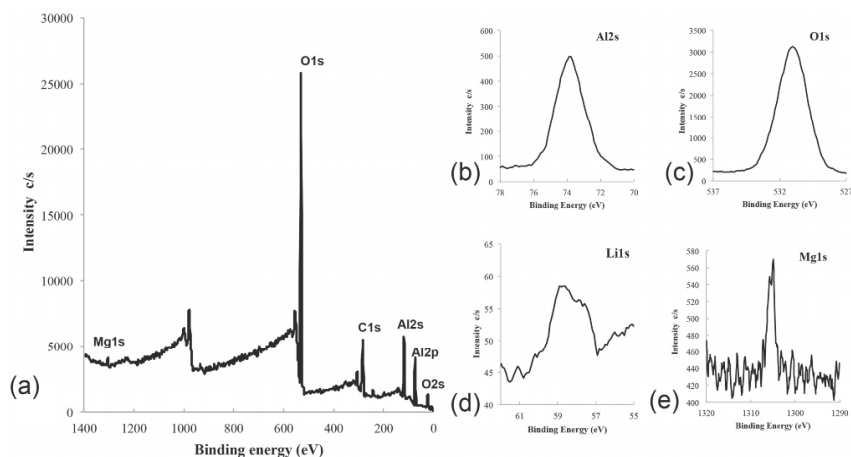 30000
25000
20000
15000
10000
5000
0
Intensity c/s
O1s
Mg1s
C1s
Al2s
Al2p
O2s
1400
1200
1000
800
600
400
200
0
Binding energy (eV)
(a)
Al2s
600
500
400
300
200
100
0
Intensity c/s
78
76
74
72
70
Binding Energy (eV)
(b)
O1s
3500
3000
2500
2000
1500
1000
500
0
Intensity c/s
537
532
527
Binding Energy (eV)
(c)
Li1s
65
60
55
50
45
40
Intensity c/s
61
59
57
55
Binding Energy (eV)
(d)
Mg1s
580
560
540
520
500
480
460
440
420
400
Intensity c/s
1320
1310
1300
1290
Binding Energy (eV)
(e)